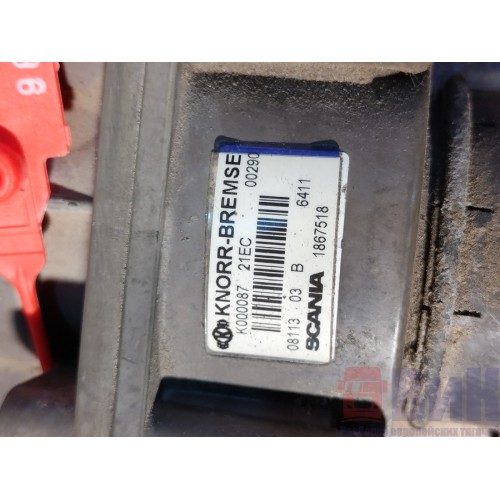 KNORR-BREMSE
K000087 21EC 00290
6411
08113 03 B
SCANIA 1867518